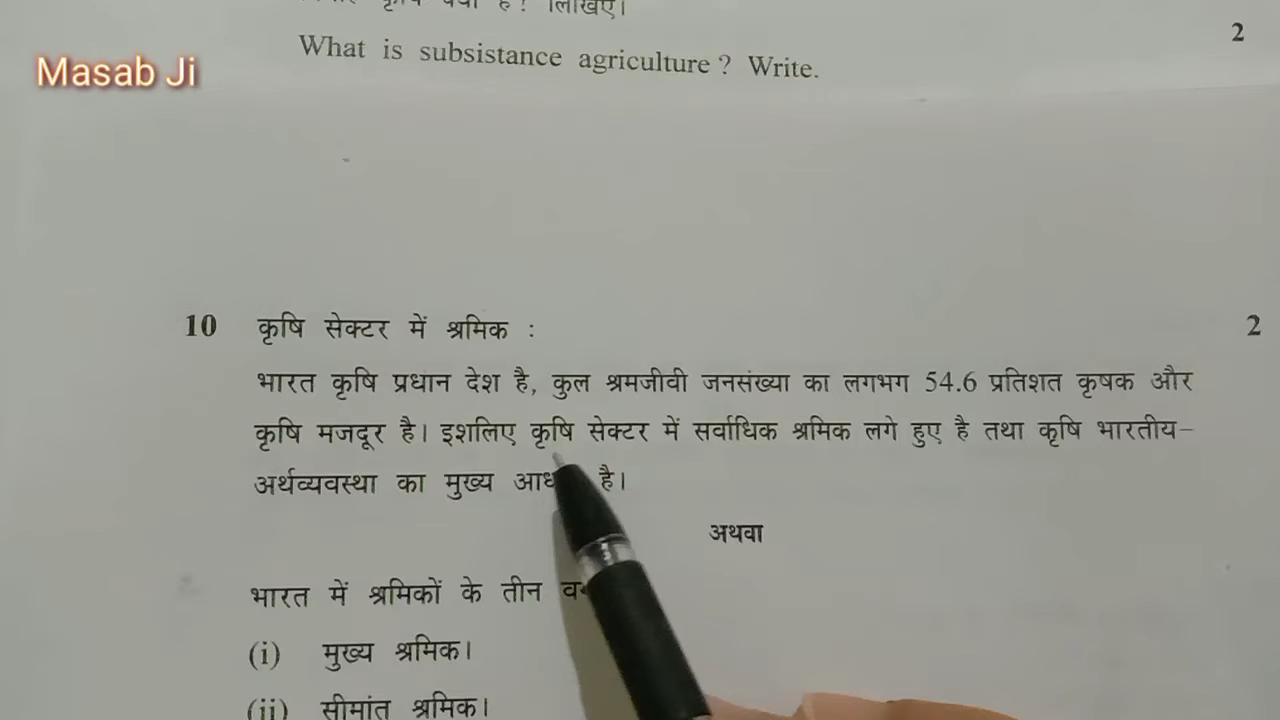 है? लिखिए।
What is subsistance agriculture ? Write.
2
Masab Ji
10 कृषि सेक्टर में श्रमिक : 2
भारत कृषि प्रधान देश है, कुल श्रमजीवी जनसंख्या का लगभग 54.6 प्रतिशत कृषक और
कृषि मजदूर है। इशलिए कृषि सेक्टर में सर्वाधिक श्रमिक लगे हुए है तथा कृषि भारतीय–
अर्थव्यवस्था का मुख्य है।
अथवा
भारत में श्रमिकों के तीन
(i) मुख्य श्रमिक।
(ii) सीमांत श्रमिक।